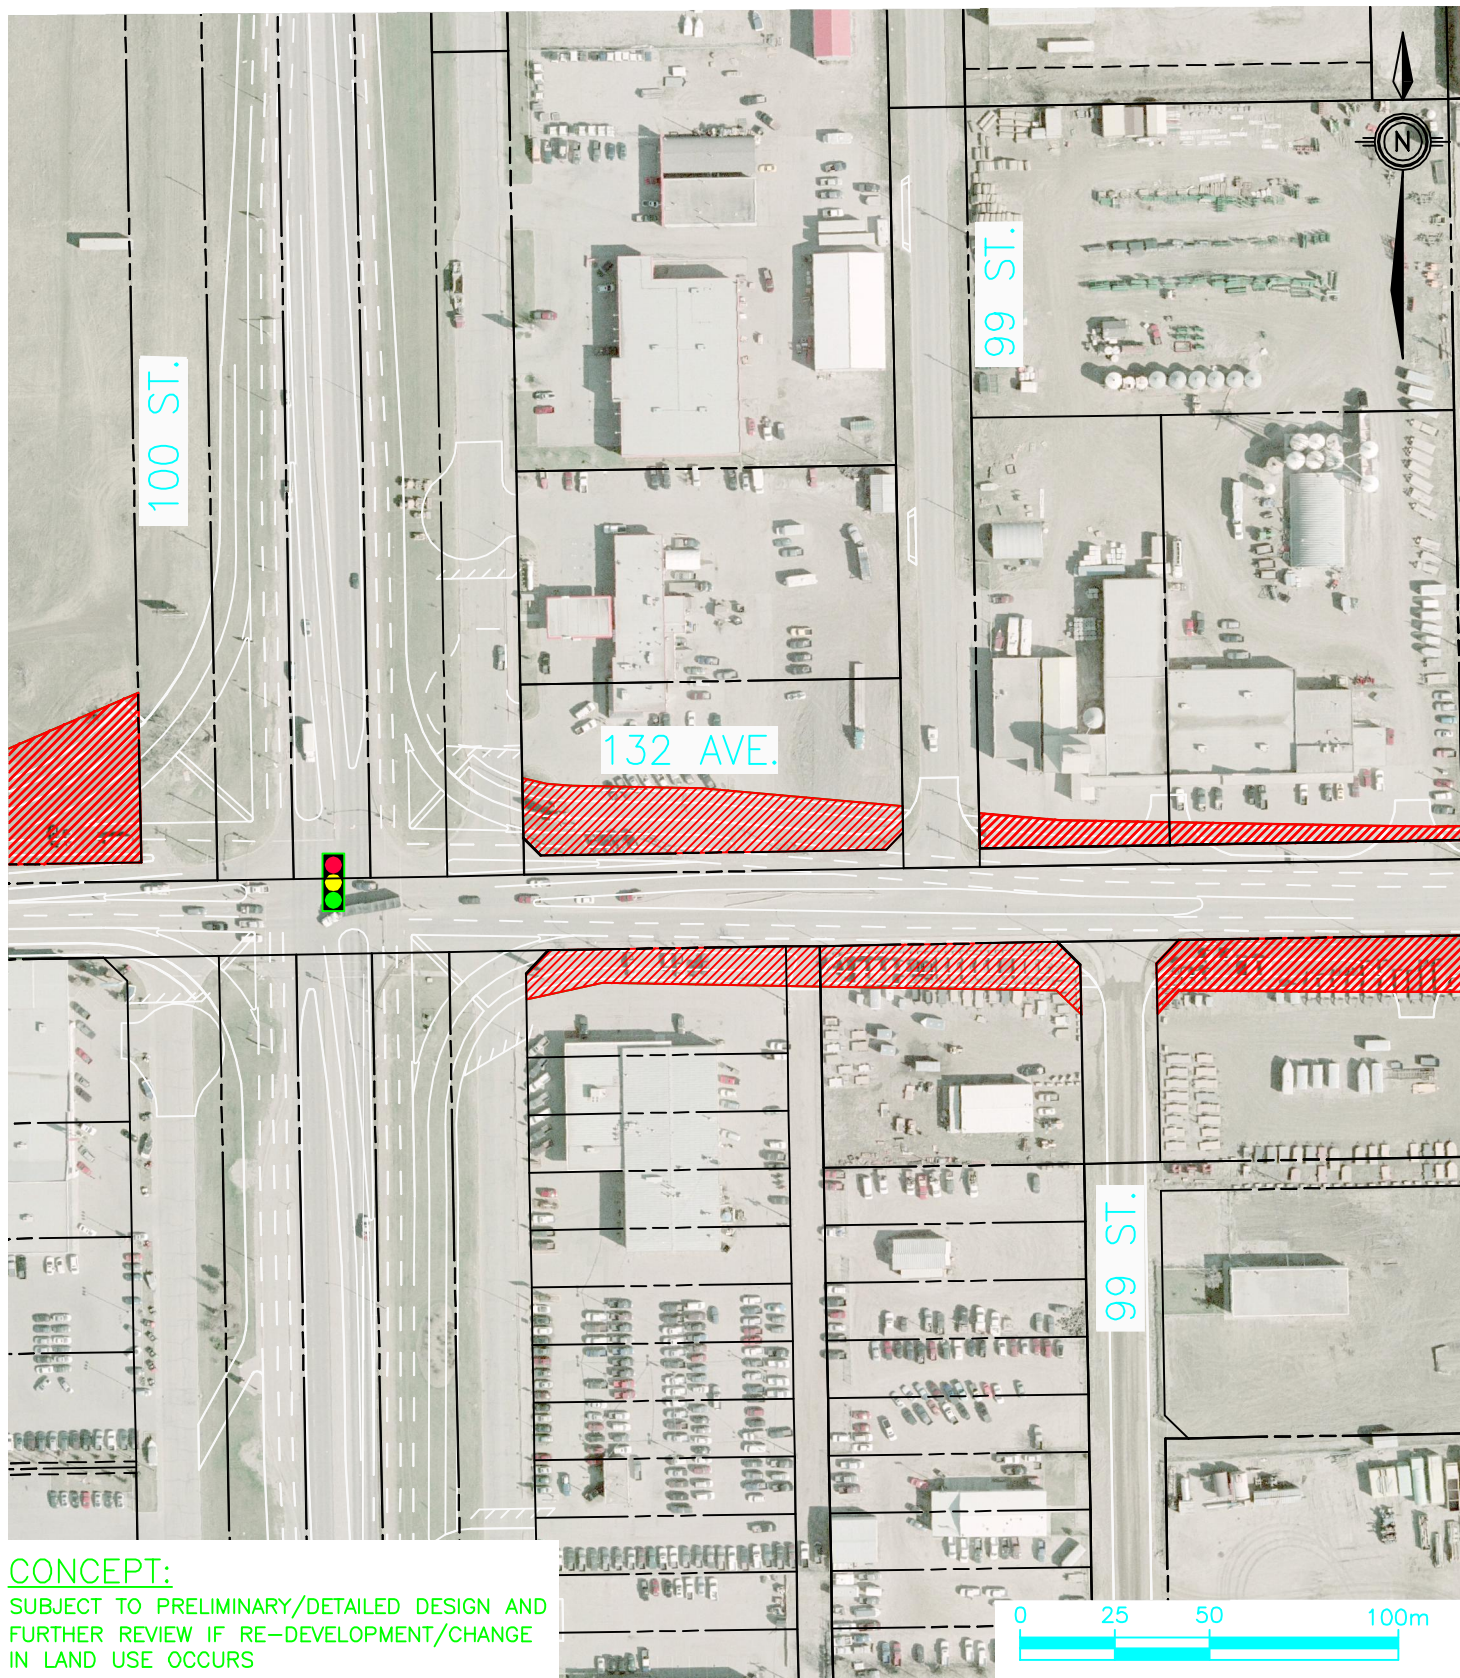 N
99 ST.
100 ST.
132 AVE.
99 ST.
CONCEPT:
SUBJECT TO PRELIMINARY/DETAILED DESIGN AND
FURTHER REVIEW IF RE-DEVELOPMENT/CHANGE
IN LAND USE OCCURS
0 25 50 100m